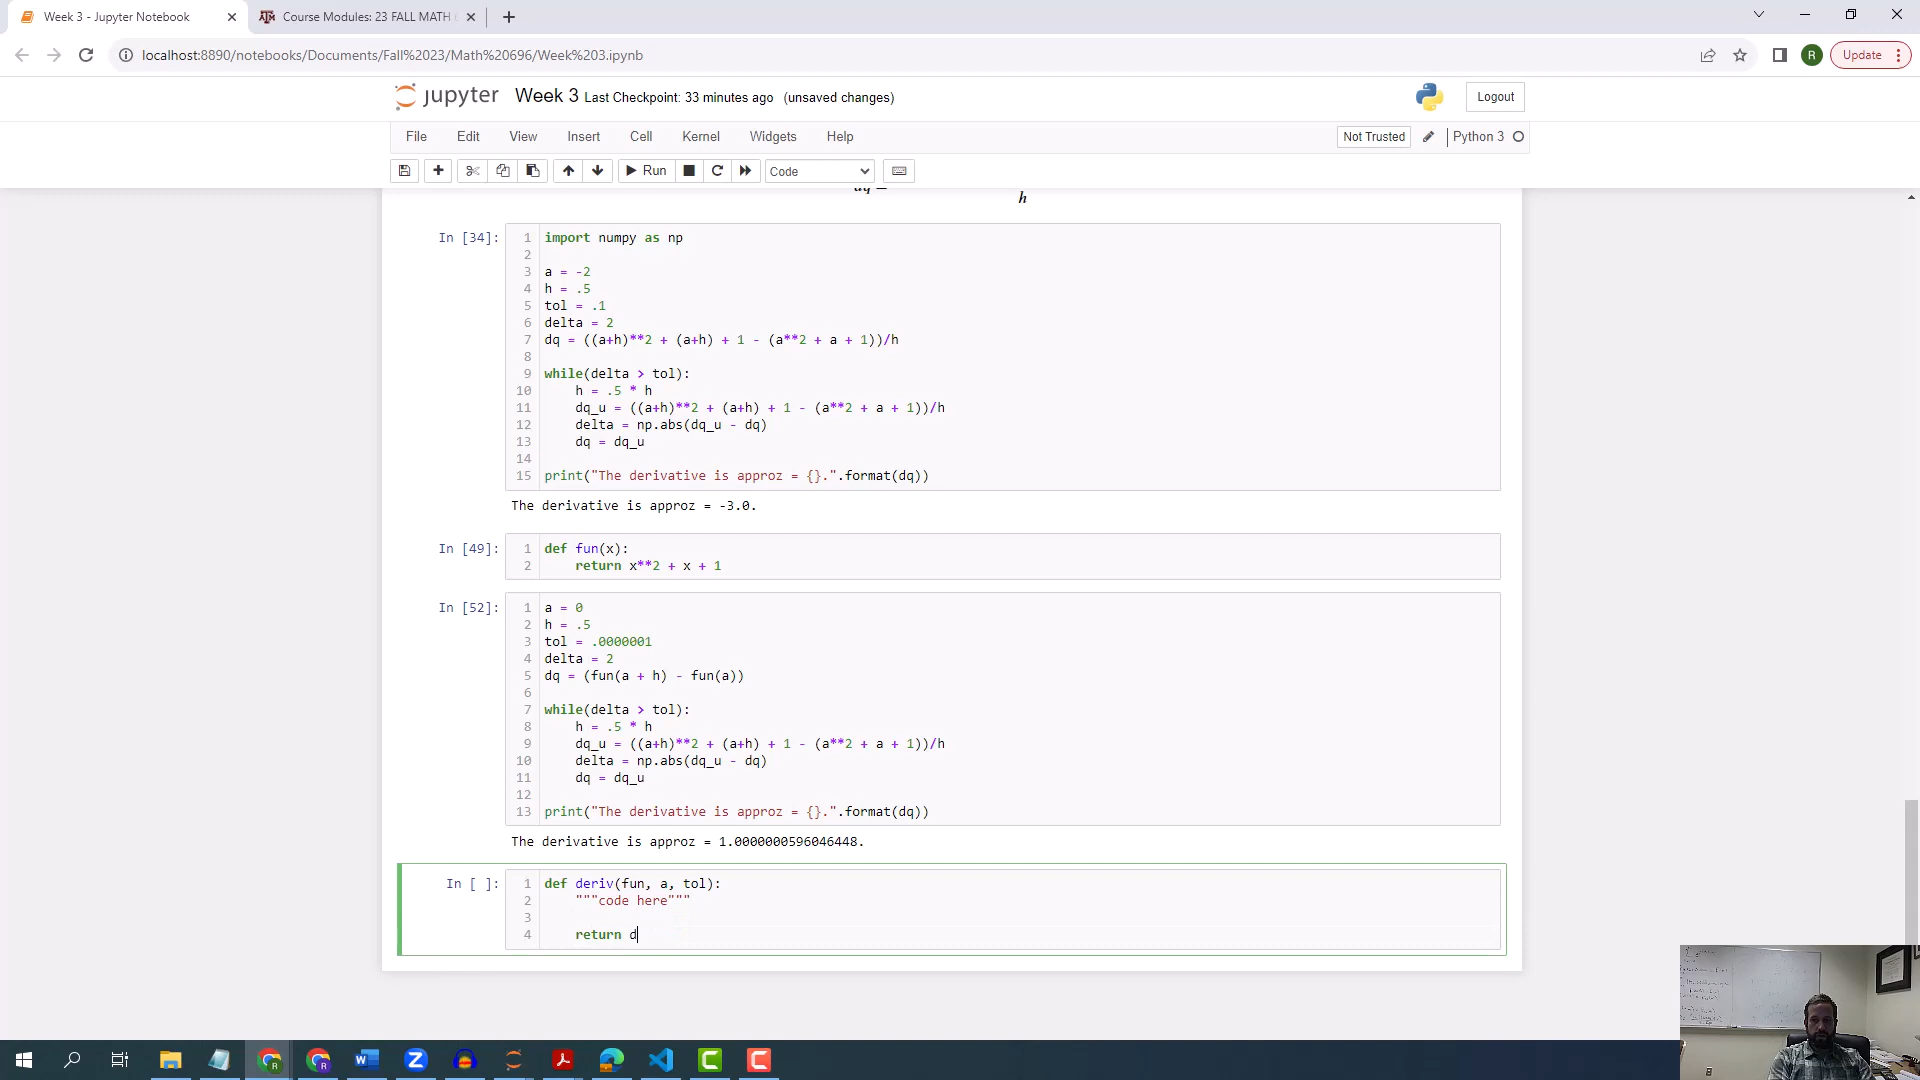 Week 3 - Jupyter Notebook
Course Modules: 23 FALL MATH
localhost:8890/notebooks/Documents/Fall%2023/Math%20696/Week%203.ipynb
R
Update
jupyter Week 3 Last Checkpoint: 33 minutes ago (unsaved changes)
Logout
File Edit View Insert Cell Kernel Widgets Help
Not Trusted
Python 3
Run
Code
h
In [34]:
1 import numpy as np
2
3 a = -2
4 h = .5
5 tol = .1
6 delta = 2
7 dq = ((a+h)**2 + (a+h) + 1 - (a**2 + a + 1))/h
8
9 while(delta > tol):
10 h = .5 * h
11 dq_u = ((a+h)**2 + (a+h) + 1 - (a**2 + a + 1))/h
12 delta = np.abs(dq_u - dq)
13 dq = dq_u
14
15 print("The derivative is approz = {}.".format(dq))
The derivative is approz = -3.0.
In [49]:
1 def fun(x):
2 return x**2 + x + 1
In [52]:
1 a = 0
2 h = .5
3 tol = .0000001
4 delta = 2
5 dq = (fun(a + h) - fun(a))
6
7 while(delta > tol):
8 h = .5 * h
9 dq_u = ((a+h)**2 + (a+h) + 1 - (a**2 + a + 1))/h
10 delta = np.abs(dq_u - dq)
11 dq = dq_u
12
13 print("The derivative is approz = {}.".format(dq))
The derivative is approz = 1.0000000596046448.
In [ ]:
1 def deriv(fun, a, tol):
2 """code here"""
3
4 return d